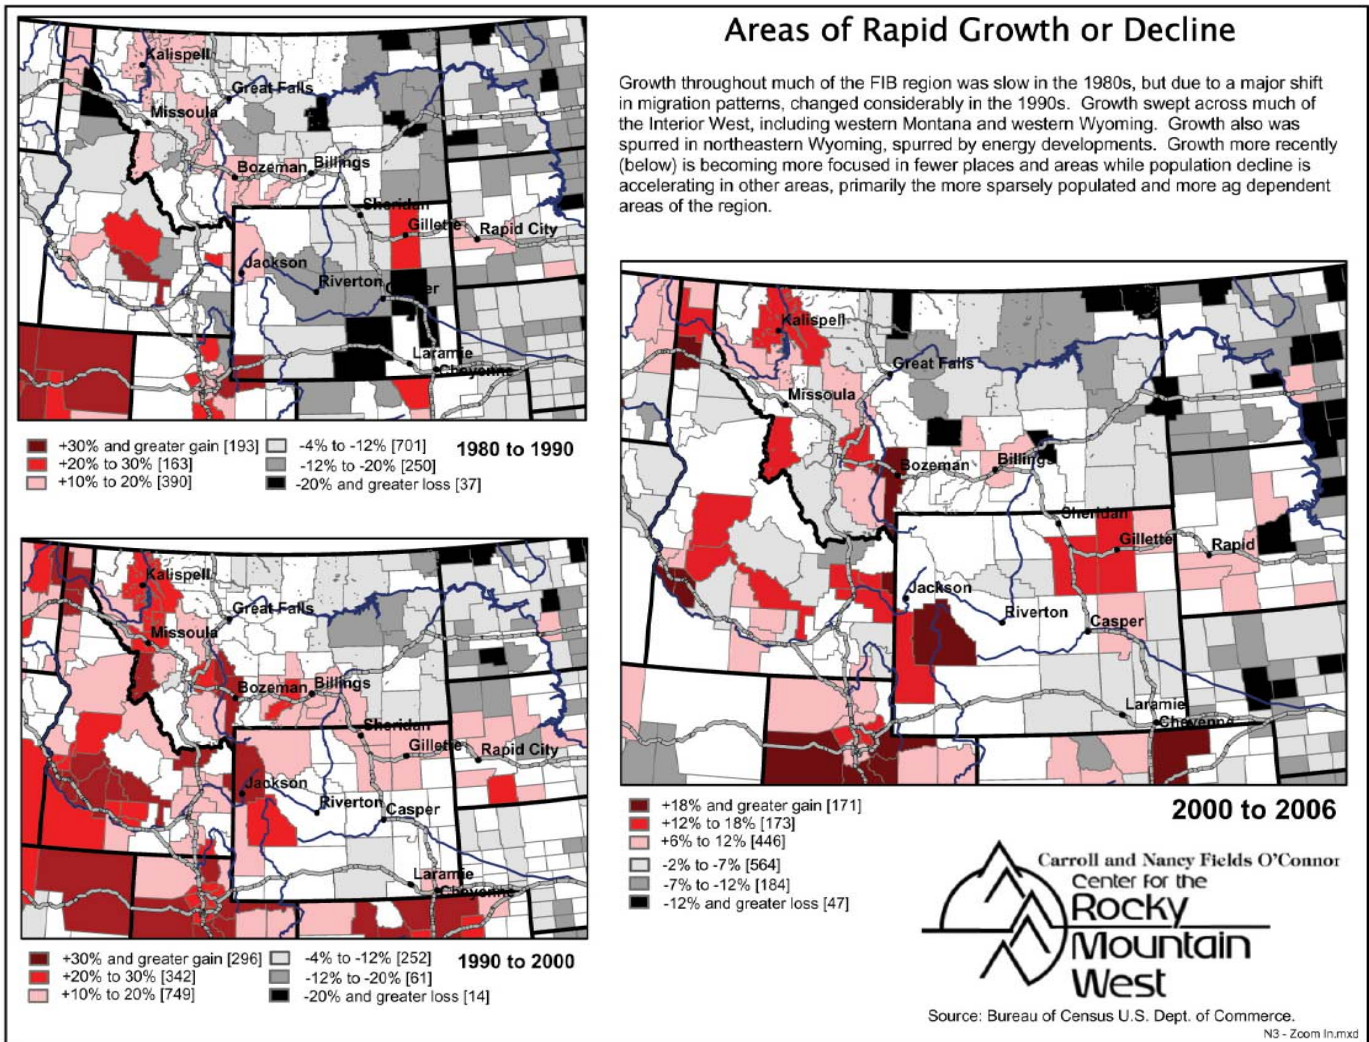 Areas of Rapid Growth or Decline
Growth throughout much of the FIB region was slow in the 1980s, but due to a major shift
in migration patterns, changed considerably in the 1990s.  Growth swept across much of
the Interior West, including western Montana and western Wyoming.  Growth also was
spurred in northeastern Wyoming, spurred by energy developments.  Growth more recently
(below) is becoming more focused in fewer places and areas while population decline is
accelerating in other areas, primarily the more sparsely populated and more ag dependent
areas of the region.
Kalispell
Great Falls
Missoula
Bozeman
Billings
Sheridan
Gillette
Rapid City
Jackson
Riverton
Laramie
Cheyenne
+30% and greater gain [193]
+20% to 30% [163]
+10% to 20% [390]
-4% to -12% [701]
-12% to -20% [250]
-20% and greater loss [37]
1980 to 1990
Kalispell
Great Falls
Missoula
Bozeman
Billings
Sheridan
Gillette
Rapid City
Jackson
Riverton
Casper
Laramie
Cheyenne
+30% and greater gain [296]
+20% to 30% [342]
+10% to 20% [749]
-4% to -12% [252]
-12% to -20% [61]
-20% and greater loss [14]
1990 to 2000
Kalispell
Great Falls
Missoula
Bozeman
Billings
Sheridan
Gillette
Rapid
Jackson
Riverton
Casper
Laramie
Cheyenne
+18% and greater gain [171]
+12% to 18% [173]
+6% to 12% [446]
-2% to -7% [564]
-7% to -12% [184]
-12% and greater loss [47]
2000 to 2006
Carroll and Nancy Fields O'Connor
Center for the
Rocky
Mountain
West
Source: Bureau of Census U.S. Dept. of Commerce.
N3 - Zoom In.mxd